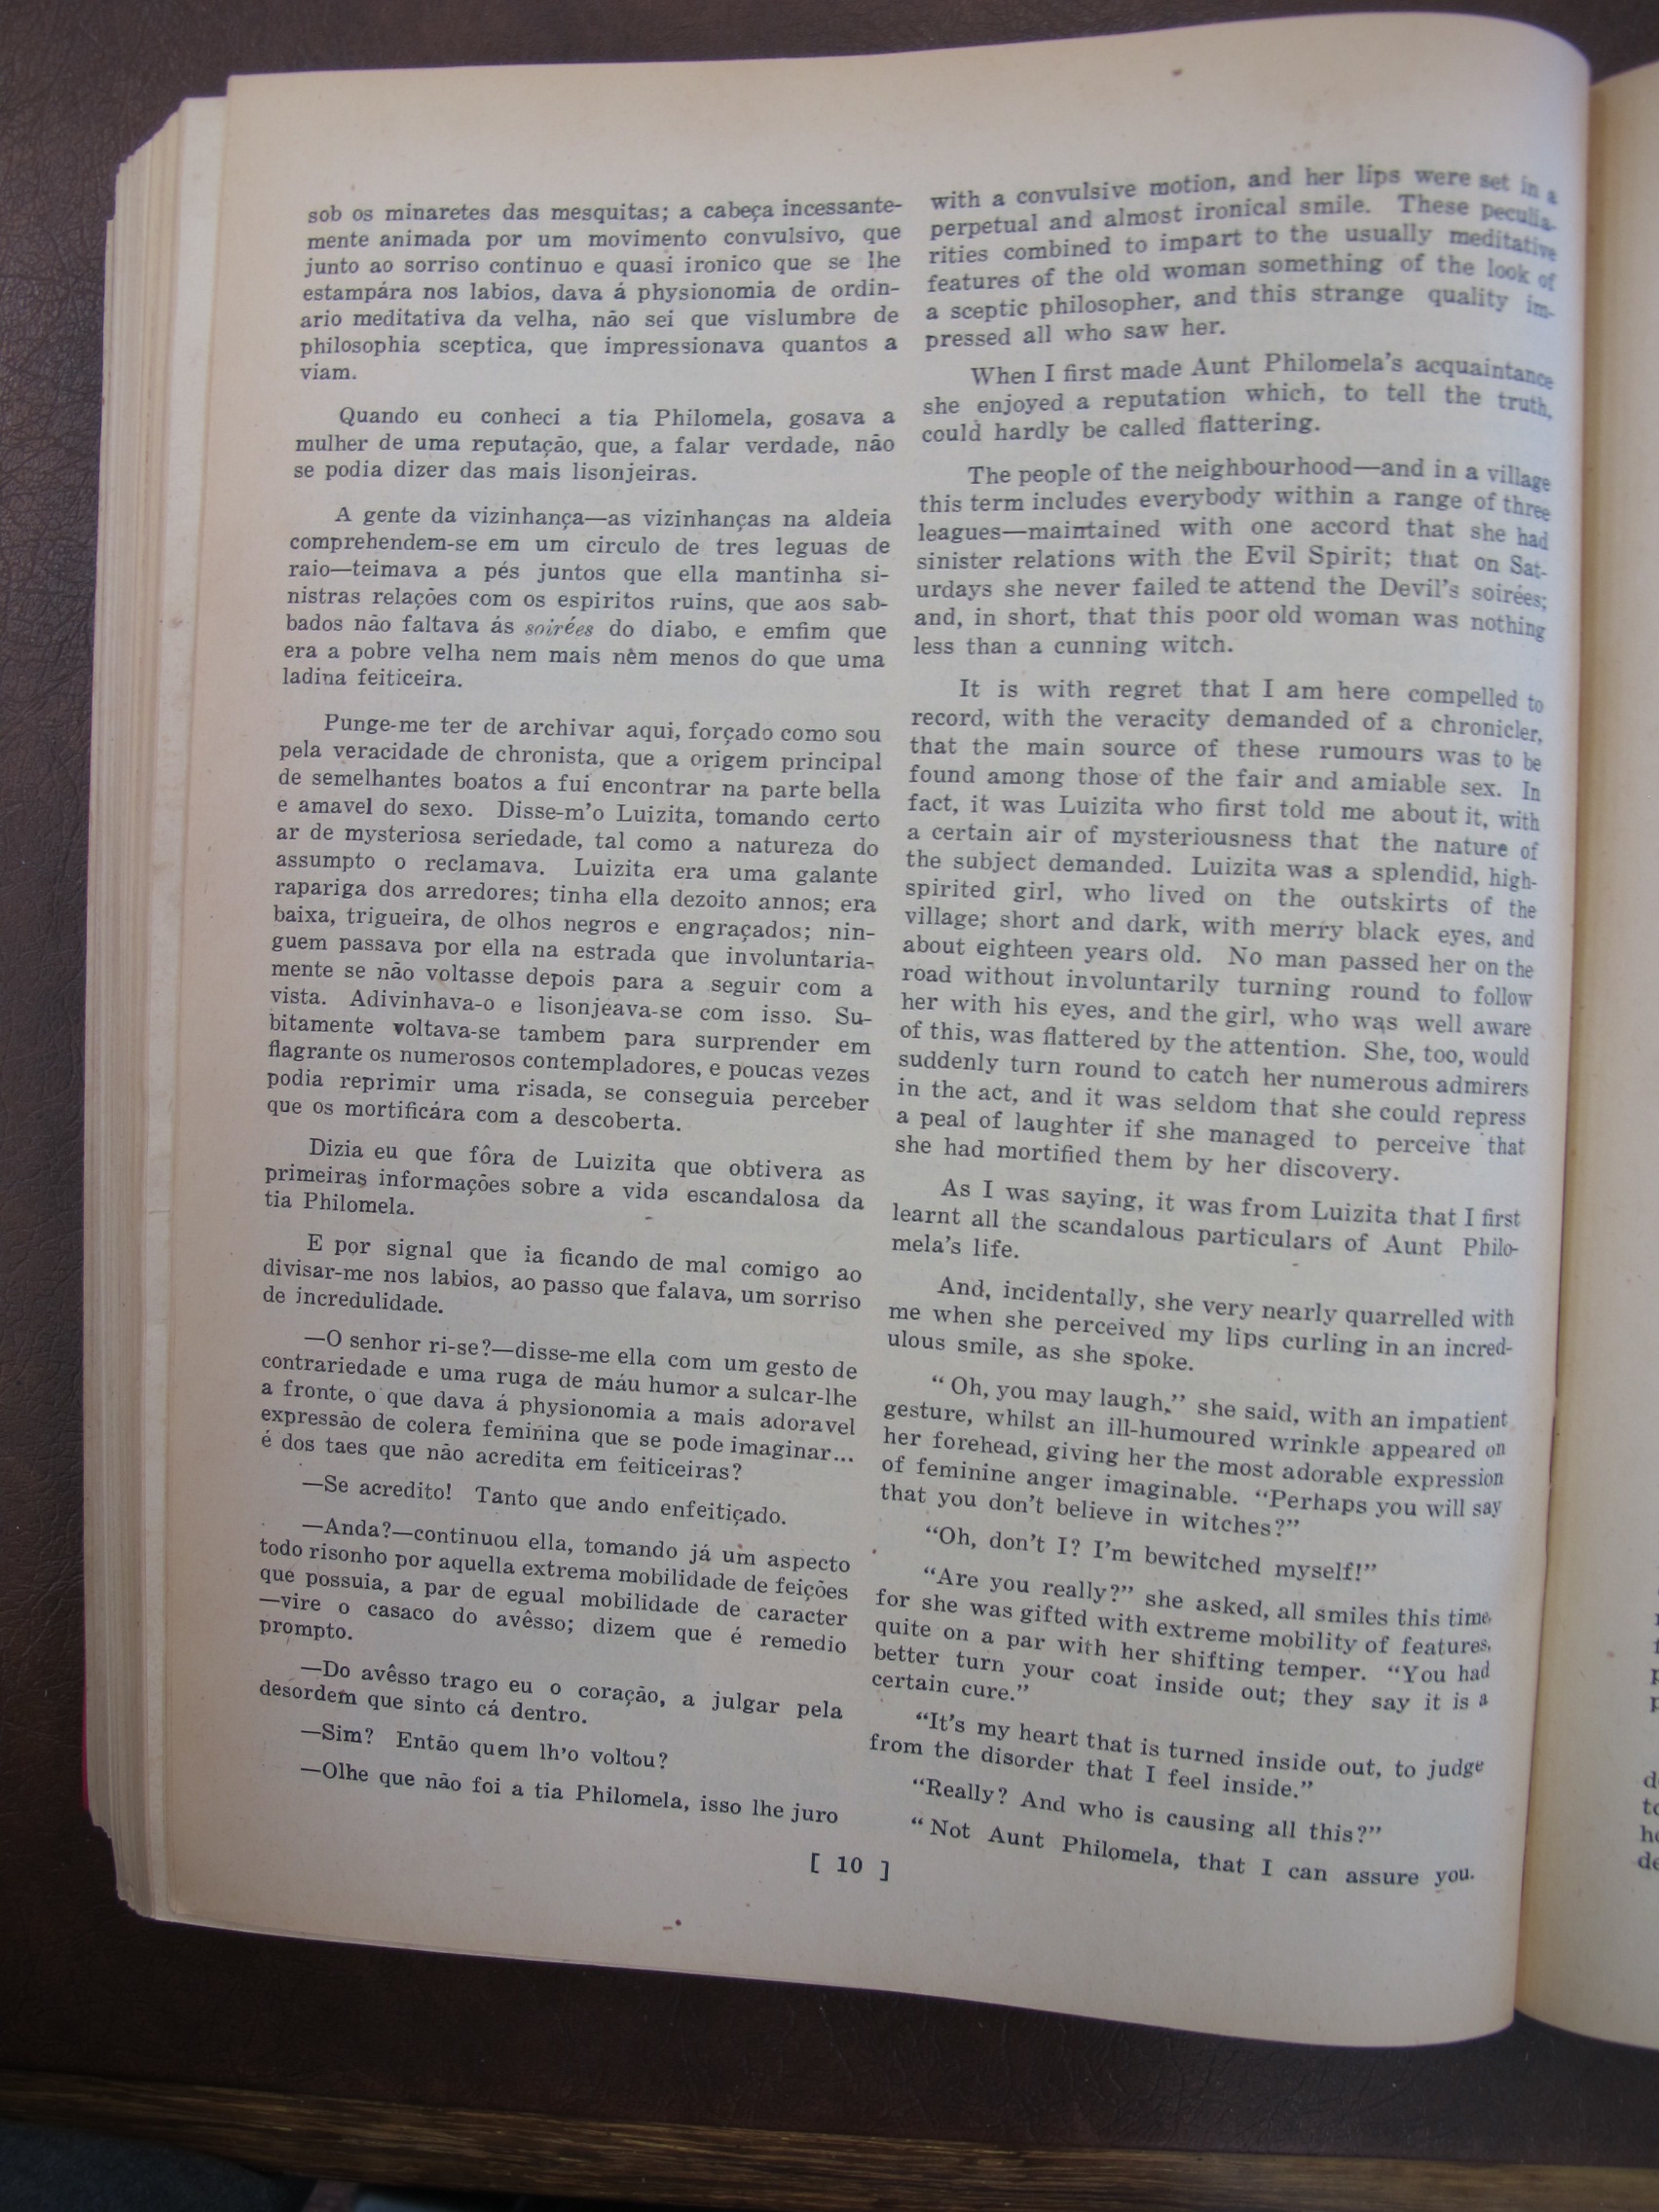 sob os minaretes das mesquitas; a cabeça incessante-
mente animada por um movimento convulsivo, que
junto ao sorriso continuo e quasi ironico que se lhe
estampára nos labios, dava á physionomia de ordin-
ario meditativa da velha, não sei que vislumbre de
philosophia sceptica, que impressionava quantos a
viam.
Quando eu conheci a tia Philomela, gosava a
mulher de uma reputação, que, a falar verdade, não
se podia dizer das mais lisonjeiras.
A gente da vizinhança—as vizinhanças na aldeia
comprehendem-se em um circulo de tres leguas de
raio—teimava a pés juntos que ella mantinha si-
nistras relações com os espiritos ruins, que aos sab-
bados não faltava ás soirées do diabo, e emfim que
era a pobre velha nem mais nêm menos do que uma
ladina feiticeira.
Punge-me ter de archivar aqui, forçado como sou
pela veracidade de chronista, que a origem principal
de semelhantes boatos a fui encontrar na parte bella
e amavel do sexo. Disse-m'o Luizita, tomando certo
ar de mysteriosa seriedade, tal como a natureza do
assumpto o reclamava. Luizita era uma galante
rapariga dos arredores; tinha ella dezoito annos; era
baixa, trigueira, de olhos negros e engraçados; nin-
guem passava por ella na estrada que involuntaria-
mente se não voltasse depois para a seguir com a
vista. Adivinhava-o e lisonjeava-se com isso. Su-
bitamente voltava-se tambem para surprender em
flagrante os numerosos contempladores, e poucas vezes
podia reprimir uma risada, se conseguia perceber
que os mortificára com a descoberta.
Dizia eu que fôra de Luizita que obtivera as
primeiras informações sobre a vida escandalosa da
tia Philomela.
E por signal que ia ficando de mal comigo ao
divisar-me nos labios, ao passo que falava, um sorriso
de incredulidade.
—O senhor ri-se?—disse-me ella com um gesto de
contrariedade e uma ruga de máu humor a sulcar-lhe
a fronte, o que dava á physionomia a mais adoravel
expressão de colera feminina que se pode imaginar...
é dos taes que não acredita em feiticeiras?
—Se acredito! Tanto que ando enfeitiçado.
—Anda?—continuou ella, tomando já um aspecto
todo risonho por aquella extrema mobilidade de feições
que possuia, a par de egual mobilidade de caracter
—vire o casaco do avêsso; dizem que é remedio
prompto.
—Do avêsso trago eu o coração, a julgar pela
desordem que sinto cá dentro.
—Sim? Então quem lh'o voltou?
—Olhe que não foi a tia Philomela, isso lhe juro
with a convulsive motion, and her lips were set in a
perpetual and almost ironical smile. These peculia-
rities combined to impart to the usually meditative
features of the old woman something of the look of
a sceptic philosopher, and this strange quality im-
pressed all who saw her.
When I first made Aunt Philomela's acquaintance
she enjoyed a reputation which, to tell the truth,
could hardly be called flattering.
The people of the neighbourhood—and in a village
this term includes everybody within a range of three
leagues—maintained with one accord that she had
sinister relations with the Evil Spirit; that on Sat-
urdays she never failed te attend the Devil's soirées;
and, in short, that this poor old woman was nothing
less than a cunning witch.
It is with regret that I am here compelled to
record, with the veracity demanded of a chronicler,
that the main source of these rumours was to be
found among those of the fair and amiable sex. In
fact, it was Luizita who first told me about it, with
a certain air of mysteriousness that the nature of
the subject demanded. Luizita was a splendid, high-
spirited girl, who lived on the outskirts of the
village; short and dark, with merry black eyes, and
about eighteen years old. No man passed her on the
road without involuntarily turning round to follow
her with his eyes, and the girl, who was well aware
of this, was flattered by the attention. She, too, would
suddenly turn round to catch her numerous admirers
in the act, and it was seldom that she could repress
a peal of laughter if she managed to perceive that
she had mortified them by her discovery.
As I was saying, it was from Luizita that I first
learnt all the scandalous particulars of Aunt Philo-
mela's life.
And, incidentally, she very nearly quarrelled with
me when she perceived my lips curling in an incred-
ulous smile, as she spoke.
"Oh, you may laugh," she said, with an impatient
gesture, whilst an ill-humoured wrinkle appeared on
her forehead, giving her the most adorable expression
of feminine anger imaginable. "Perhaps you will say
that you don't believe in witches?"
"Oh, don't I? I'm bewitched myself!"
"Are you really?" she asked, all smiles this time,
for she was gifted with extreme mobility of features,
quite on a par with her shifting temper. "You had
better turn your coat inside out; they say it is a
certain cure."
"It's my heart that is turned inside out, to judge
from the disorder that I feel inside."
"Really? And who is causing all this?"
"Not Aunt Philomela, that I can assure you.
[ 10 ]